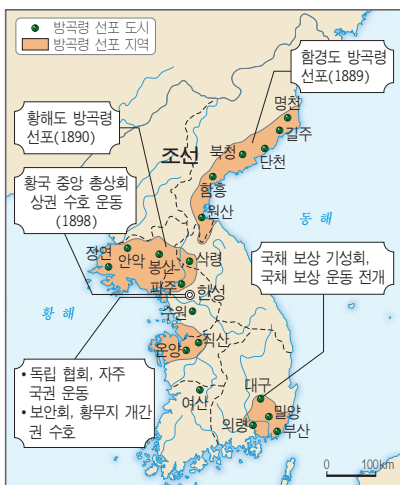 방곡령 선포 도시
방곡령 선포 지역
함경도 방곡령
선포(1889)
명천
길주
황해도 방곡령
선포(1890)
조선
북청
단천
함흥
황국 중앙 총상회
상권 수호 운동
(1898)
원산
동 해
장연
안악
봉산
삭령
국채 보상 기성회,
국채 보상 운동 전개
파주
한성
황 해
수원
직산
온양
• 독립 협회, 자주
국권 운동
• 보안회, 황무지 개간
권 수호
대구
여산
밀양
의령
부산
0 100km